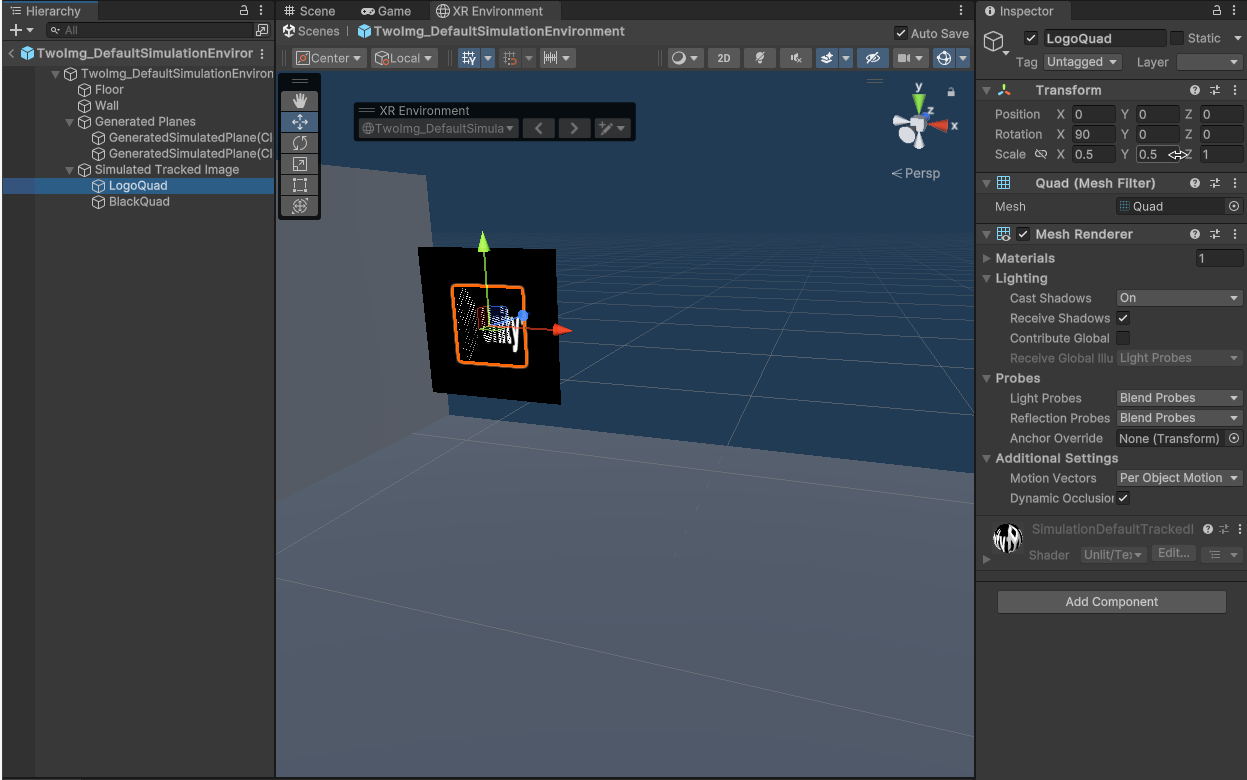 Hierarchy
All
TwoImg_DefaultSimulationEnviror
TwoImg_DefaultSimulationEnviron
Floor
Wall
Generated Planes
GeneratedSimulatedPlane(Cl
GeneratedSimulatedPlane(Cl
Simulated Tracked Image
LogoQuad
BlackQuad
Scene
Game
XR Environment
Scenes
TwoImg_DefaultSimulationEnvironment
Auto Save
Center
Local
2D
XR Environment
TwoImg_DefaultSimula
y
z
x
Persp
Inspector
LogoQuad
Static
Tag
Untagged
Layer
Transform
Position X 0 Y 0 Z 0
Rotation X 90 Y 0 Z 0
Scale X 0.5 Y 0.5 Z 1
Quad (Mesh Filter)
Mesh
Quad
Mesh Renderer
Materials
1
Lighting
Cast Shadows
On
Receive Shadows
Contribute Global
Receive Global Illu
Light Probes
Probes
Light Probes
Blend Probes
Reflection Probes
Blend Probes
Anchor Override
None (Transform)
Additional Settings
Motion Vectors
Per Object Motion
Dynamic Occlusion
SimulationDefaultTrackedI
Shader
Unlit/Te
Edit...
Add Component